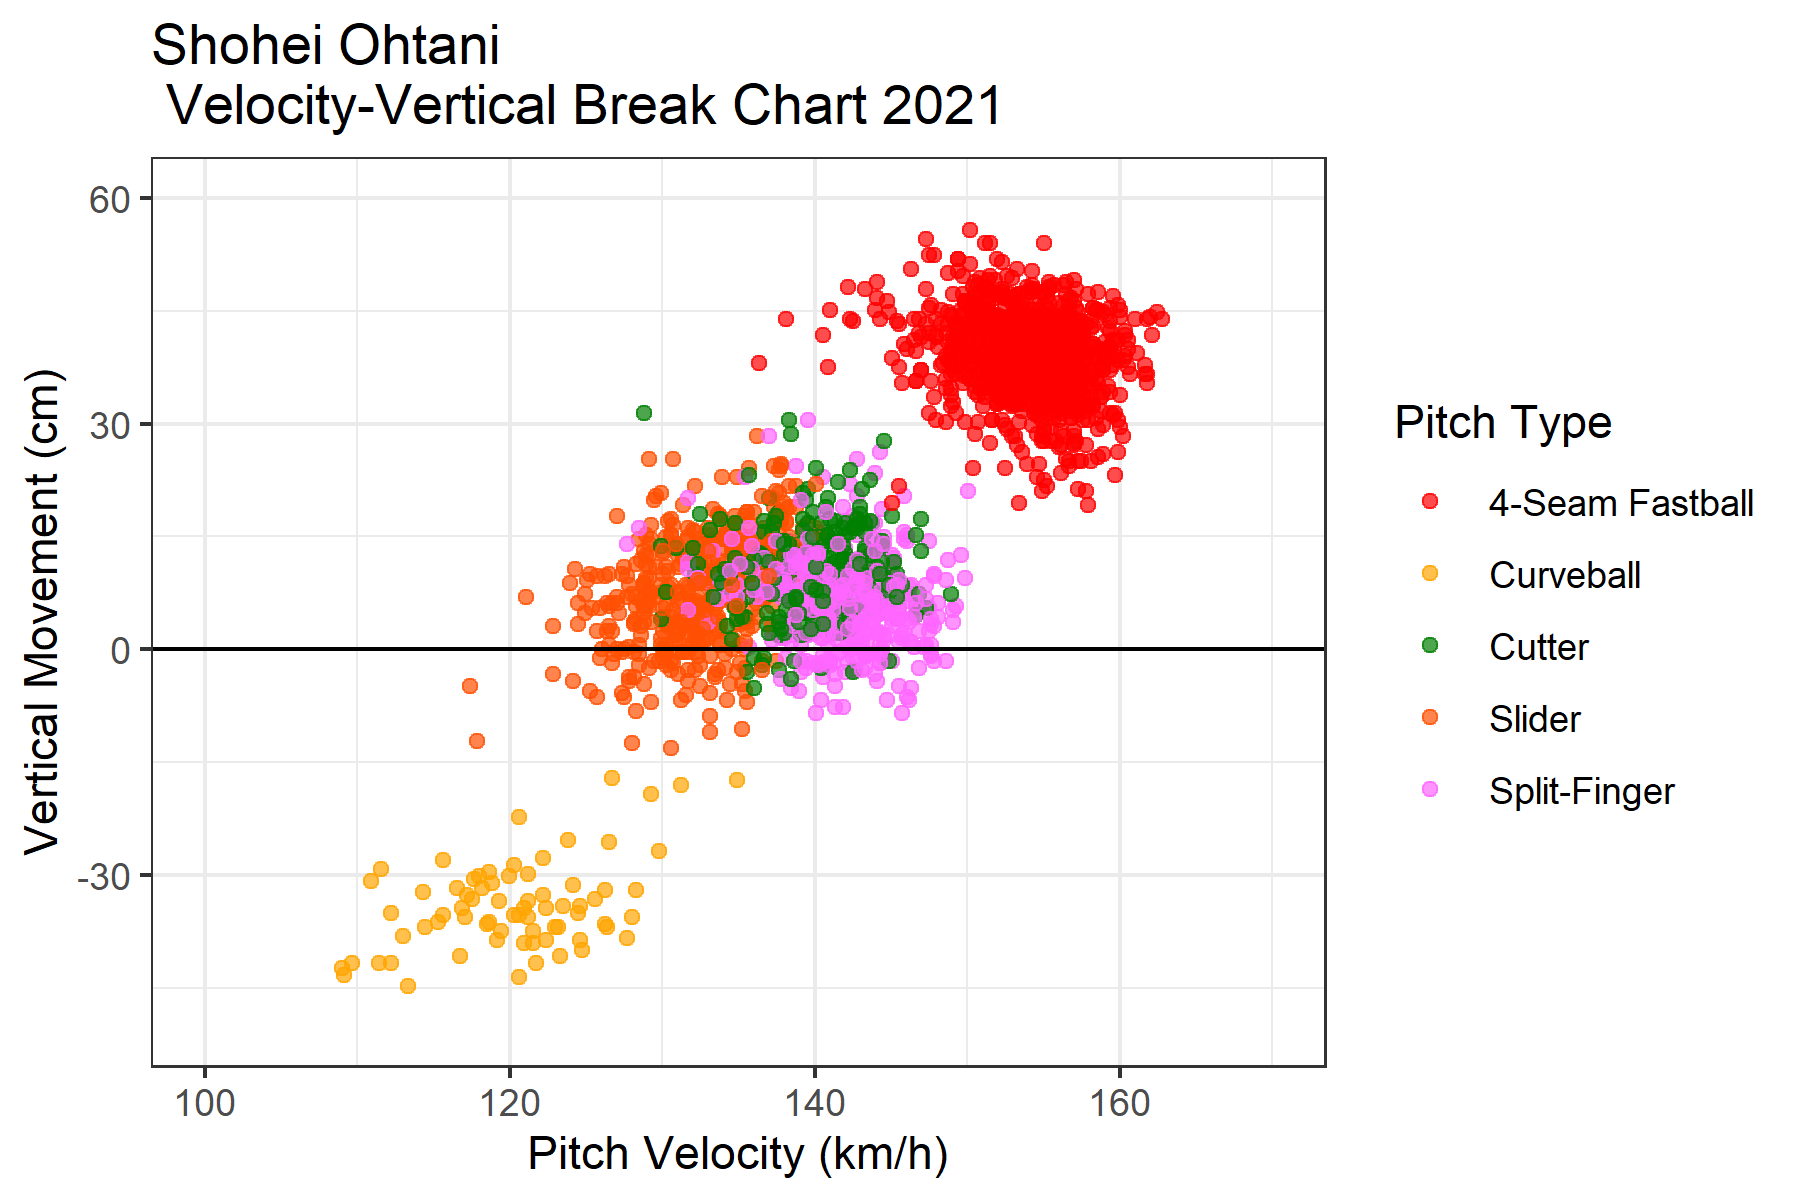 Shohei Ohtani
Velocity-Vertical Break Chart 2021
Vertical Movement (cm)
60
30
0
-30
100 120 140 160
Pitch Velocity (km/h)
Pitch Type
4-Seam Fastball
Curveball
Cutter
Slider
Split-Finger